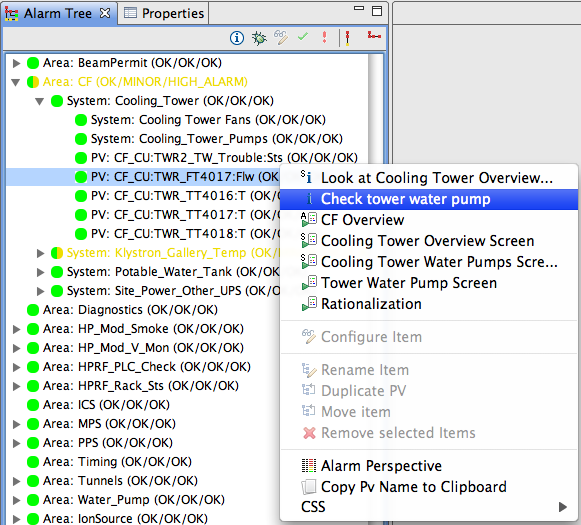 Alarm Tree
Properties
Area: BeamPermit (OK/OK/OK)
Area: CF (OK/MINOR/HIGH_ALARM)
System: Cooling_Tower (OK/OK/OK)
System: Cooling Tower Fans (OK/OK/OK)
System: Cooling_Tower_Pumps (OK/OK/OK)
PV: CF_CU:TWR2_TW_Trouble:Sts (OK/OK/OK)
PV: CF_CU:TWR_FT4017:Flw (OK
PV: CF_CU:TWR_TT4016:T (OK/
PV: CF_CU:TWR_TT4017:T (OK/
PV: CF_CU:TWR_TT4018:T (OK/
System: Klystron_Gallery_Temp (OK/
System: Potable_Water_Tank (OK/OK/
System: Site_Power_Other_UPS (OK/
Area: Diagnostics (OK/OK/OK)
Area: HP_Mod_Smoke (OK/OK/OK)
Area: HP_Mod_V_Mon (OK/OK/OK)
Area: HPRF_PLC_Check (OK/OK/OK)
Area: HPRF_Rack_Sts (OK/OK/OK)
Area: ICS (OK/OK/OK)
Area: MPS (OK/OK/OK)
Area: PPS (OK/OK/OK)
Area: Timing (OK/OK/OK)
Area: Tunnels (OK/OK/OK)
Area: Water_Pump (OK/OK/OK)
Area: IonSource (OK/OK/OK)
Look at Cooling Tower Overview...
Check tower water pump
CF Overview
Cooling Tower Overview Screen
Cooling Tower Water Pumps Scre...
Tower Water Pump Screen
Rationalization
Configure Item
Rename Item
Duplicate PV
Move item
Remove selected Items
Alarm Perspective
Copy Pv Name to Clipboard
CSS